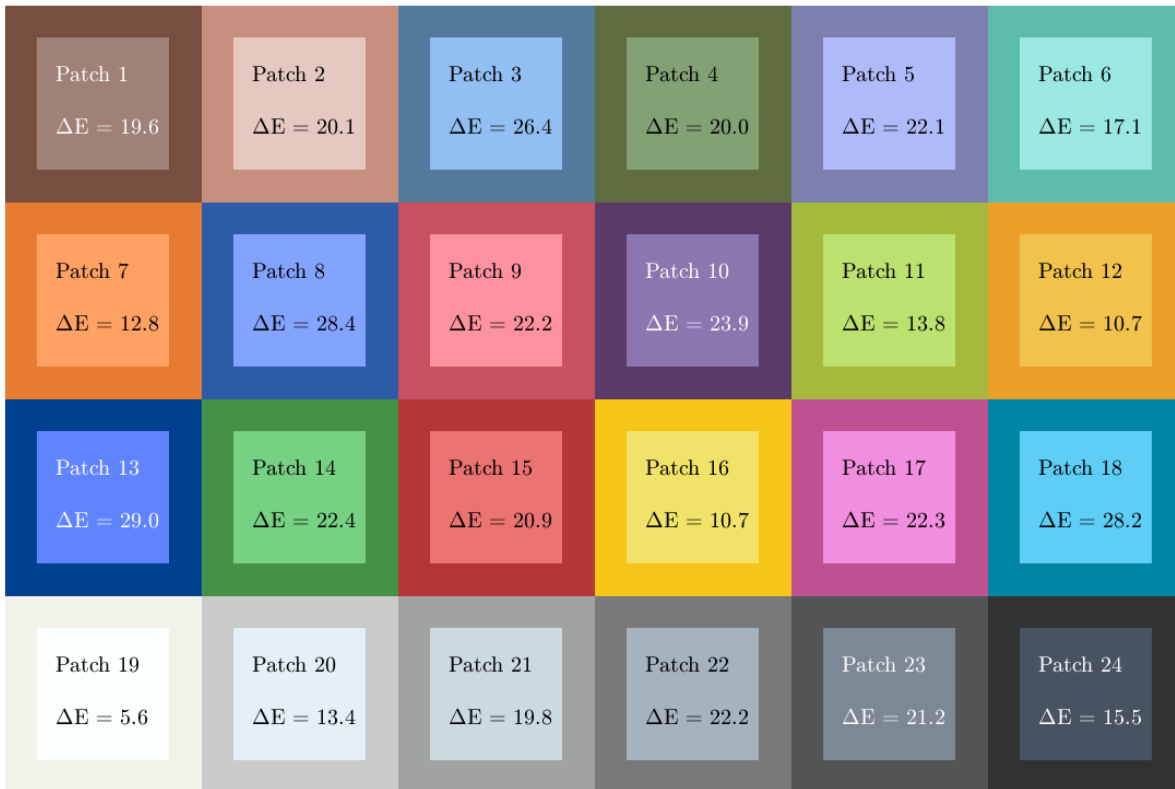 Patch 1
ΔE = 19.6
Patch 2
ΔE = 20.1
Patch 3
ΔE = 26.4
Patch 4
ΔE = 20.0
Patch 5
ΔE = 22.1
Patch 6
ΔE = 17.1
Patch 7
ΔE = 12.8
Patch 8
ΔE = 28.4
Patch 9
ΔE = 22.2
Patch 10
ΔE = 23.9
Patch 11
ΔE = 13.8
Patch 12
ΔE = 10.7
Patch 13
ΔE = 29.0
Patch 14
ΔE = 22.4
Patch 15
ΔE = 20.9
Patch 16
ΔE = 10.7
Patch 17
ΔE = 22.3
Patch 18
ΔE = 28.2
Patch 19
ΔE = 5.6
Patch 20
ΔE = 13.4
Patch 21
ΔE = 19.8
Patch 22
ΔE = 22.2
Patch 23
ΔE = 21.2
Patch 24
ΔE = 15.5